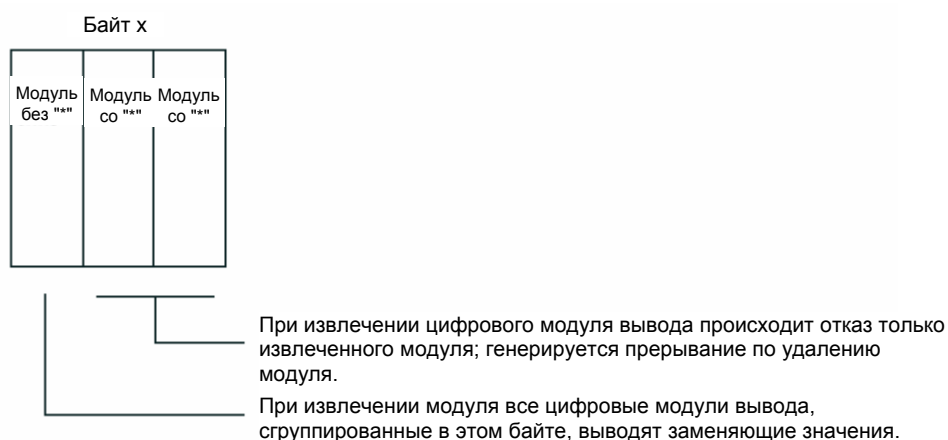 Байт x
Модуль без "*"
Модуль со "*"
Модуль со "*"
При извлечении цифрового модуля вывода происходит отказ только
извлеченного модуля; генерируется прерывание по удалению
модуля.
При извлечении модуля все цифровые модули вывода,
сгруппированные в этом байте, выводят заменяющие значения.